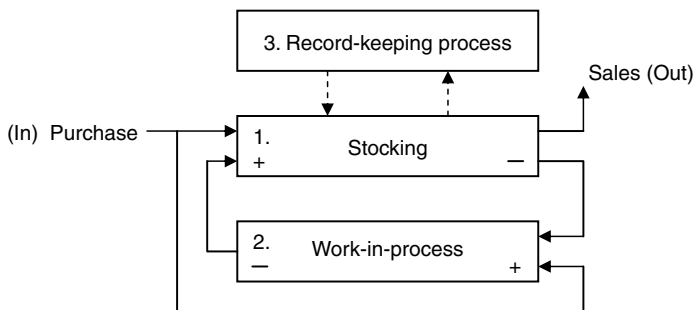 3. Record-keeping process
Sales (Out)
(In) Purchase
1.
Stocking
+
–
2.
Work-in-process
–
+